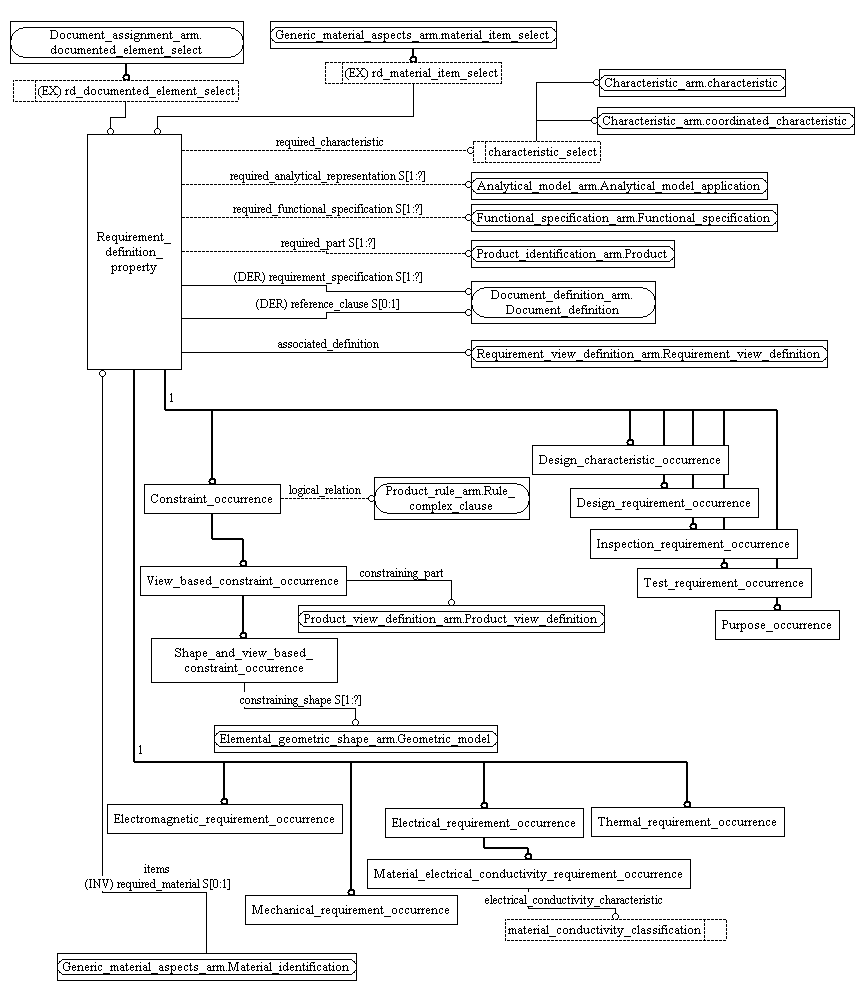 Document_assignment_arm.
documented_element_select
Generic_material_aspects_arm.material_item_select
(EX) rd_documented_element_select
(EX) rd_material_item_select
Characteristic_arm.characteristic
Characteristic_arm.coordinated_characteristic
required_characteristic
characteristic_select
required_analytical_representation S[1:?]
Analytical_model_arm.Analytical_model_application
required_functional_specification S[1:?]
Functional_specification_arm.Functional_specification
Requirement_
definition_
property
required_part S[1:?]
Product_identification_arm.Product
(DER) requirement_specification S[1:?]
(DER) reference_clause S[0:1]
Document_definition_arm.
Document_definition
associated_definition
Requirement_view_definition_arm.Requirement_view_definition
1
Design_characteristic_occurrence
Constraint_occurrence
logical_relation
Product_rule_arm.Rule_
complex_clause
Design_requirement_occurrence
Inspection_requirement_occurrence
View_based_constraint_occurrence
constraining_part
Test_requirement_occurrence
Product_view_definition_arm.Product_view_definition
Purpose_occurrence
Shape_and_view_based_
constraint_occurrence
constraining_shape S[1:?]
Elemental_geometric_shape_arm.Geometric_model
1
Electromagnetic_requirement_occurrence
Electrical_requirement_occurrence
Thermal_requirement_occurrence
items
(INV) required_material S[0:1]
Material_electrical_conductivity_requirement_occurrence
electrical_conductivity_characteristic
Mechanical_requirement_occurrence
material_conductivity_classification
Generic_material_aspects_arm.Material_identification